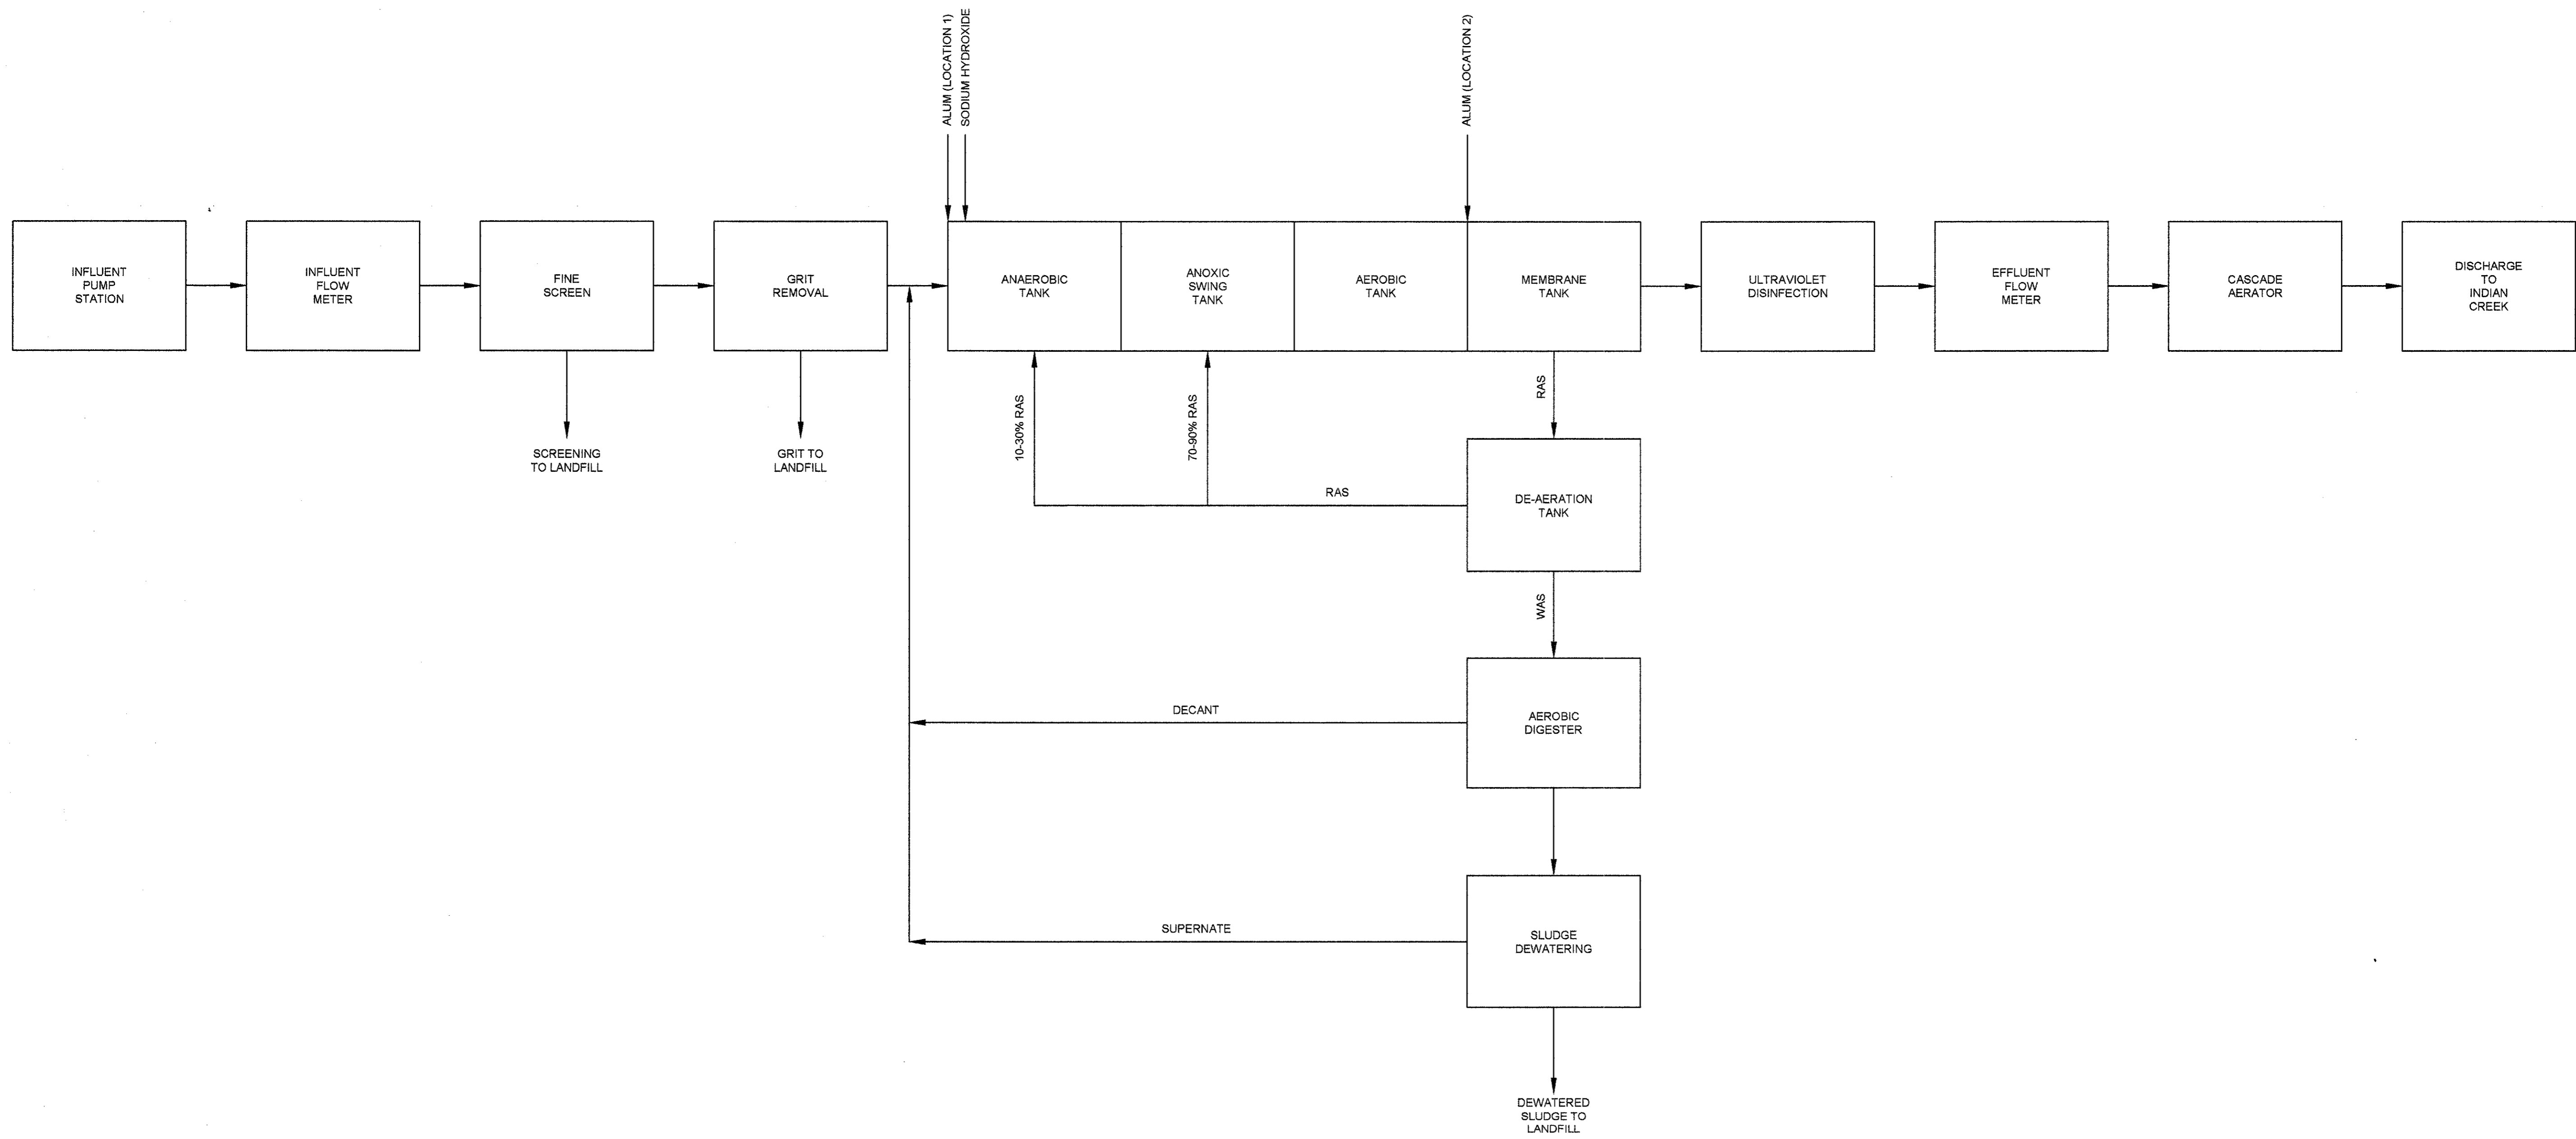 ALUM (LOCATION 1)
SODIUM HYDROXIDE
ALUM (LOCATION 2)
INFLUENT
PUMP
STATION
INFLUENT
FLOW
METER
FINE
SCREEN
GRIT
REMOVAL
ANAEROBIC
TANK
ANOXIC
SWING
TANK
AEROBIC
TANK
MEMBRANE
TANK
ULTRAVIOLET
DISINFECTION
EFFLUENT
FLOW
METER
CASCADE
AERATOR
DISCHARGE
TO
INDIAN
CREEK
SCREENING
TO LANDFILL
GRIT TO
LANDFILL
10-30% RAS
70-90% RAS
RAS
RAS
DE-AERATION
TANK
WAS
DECANT
AEROBIC
DIGESTER
SUPERNATE
SLUDGE
DEWATERING
DEWATERED
SLUDGE TO
LANDFILL